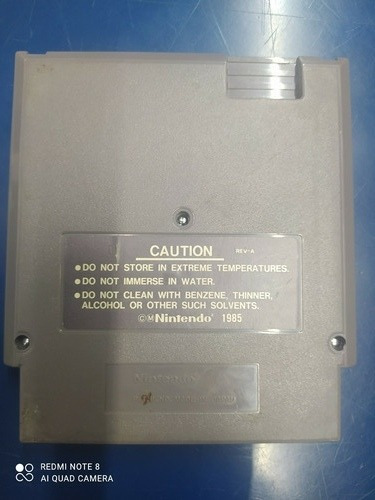 CAUTION REV-A
●DO NOT STORE IN EXTREME TEMPERATURES.
●DO NOT IMMERSE IN WATER.
●DO NOT CLEAN WITH BENZENE, THINNER,
ALCOHOL OR OTHER SUCH SOLVENTS.
©M Nintendo® 1985
REDMI NOTE 8
AI QUAD CAMERA